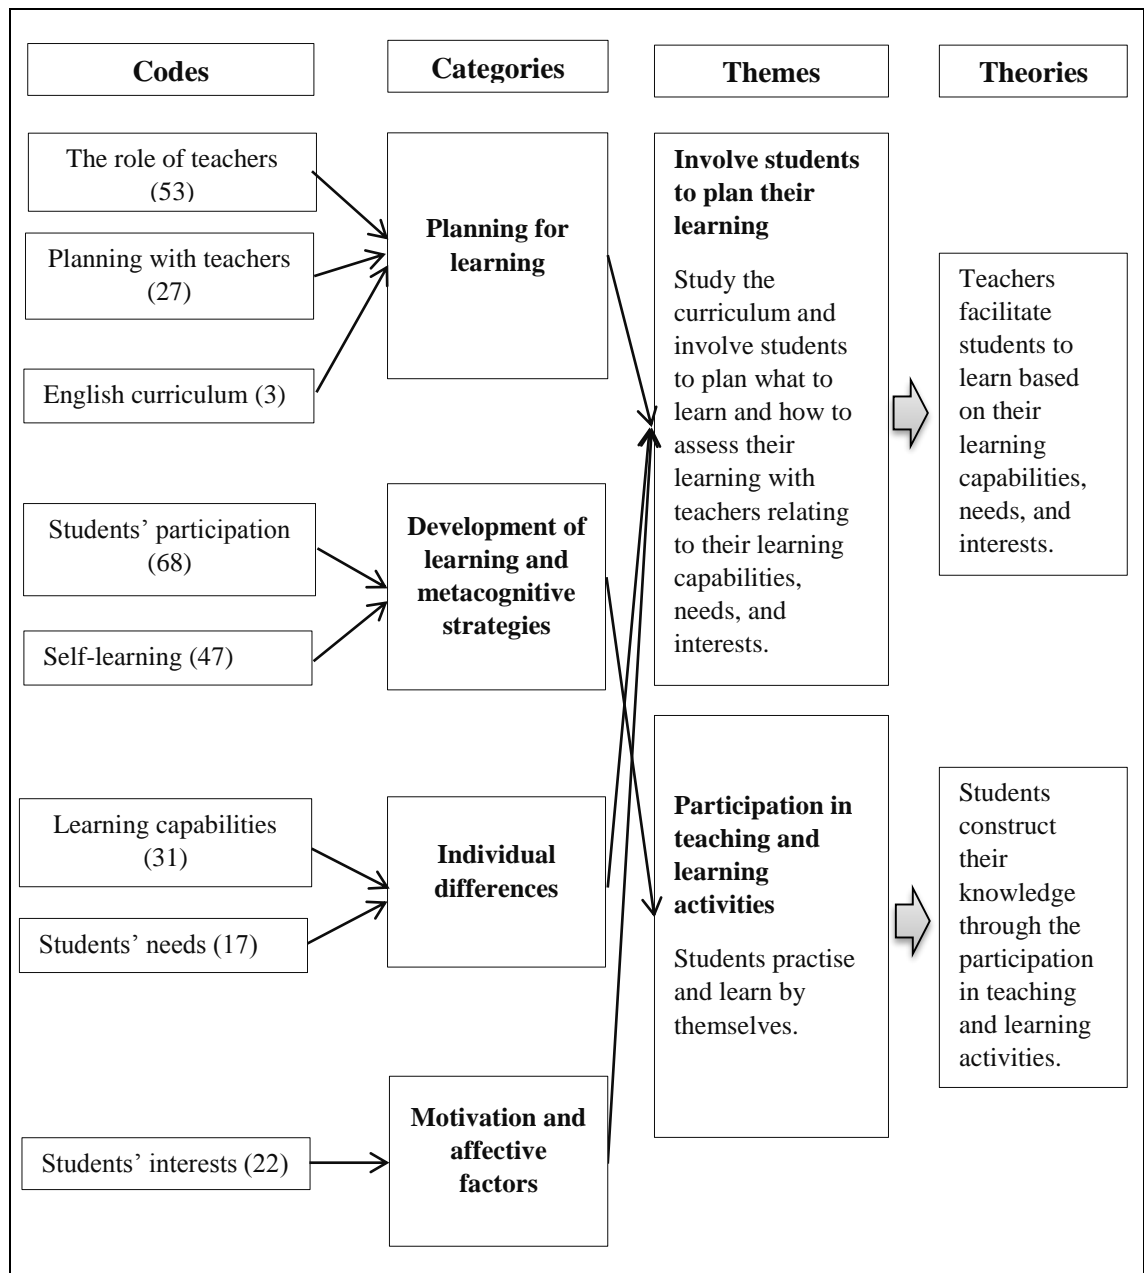 Codes
Categories
Themes
Theories
The role of teachers
(53)
Planning with teachers
(27)
English curriculum (3)
Students’ participation
(68)
Self-learning (47)
Learning capabilities
(31)
Students’ needs (17)
Students’ interests (22)
Planning for
learning
Development of
learning and
metacognitive
strategies
Individual
differences
Motivation and
affective
factors
Involve students
to plan their
learning
Study the
curriculum and
involve students
to plan what to
learn and how to
assess their
learning with
teachers relating
to their learning
capabilities,
needs, and
interests.
Participation in
teaching and
learning
activities
Students practise
and learn by
themselves.
Teachers
facilitate
students to
learn based
on their
learning
capabilities,
needs, and
interests.
Students
construct
their
knowledge
through the
participation
in teaching
and learning
activities.